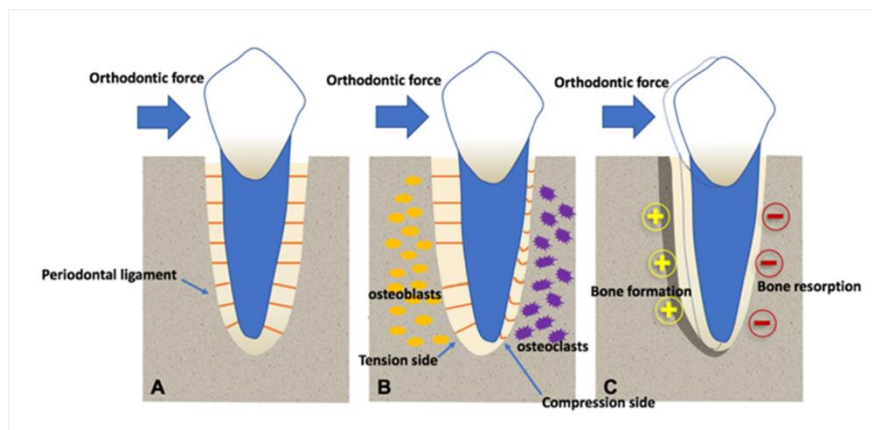 Orthodontic force
Periodontal ligament
A
Orthodontic force
osteoblasts
Tension side
osteoclasts
Compression side
B
Orthodontic force
Bone formation
Bone resorption
C